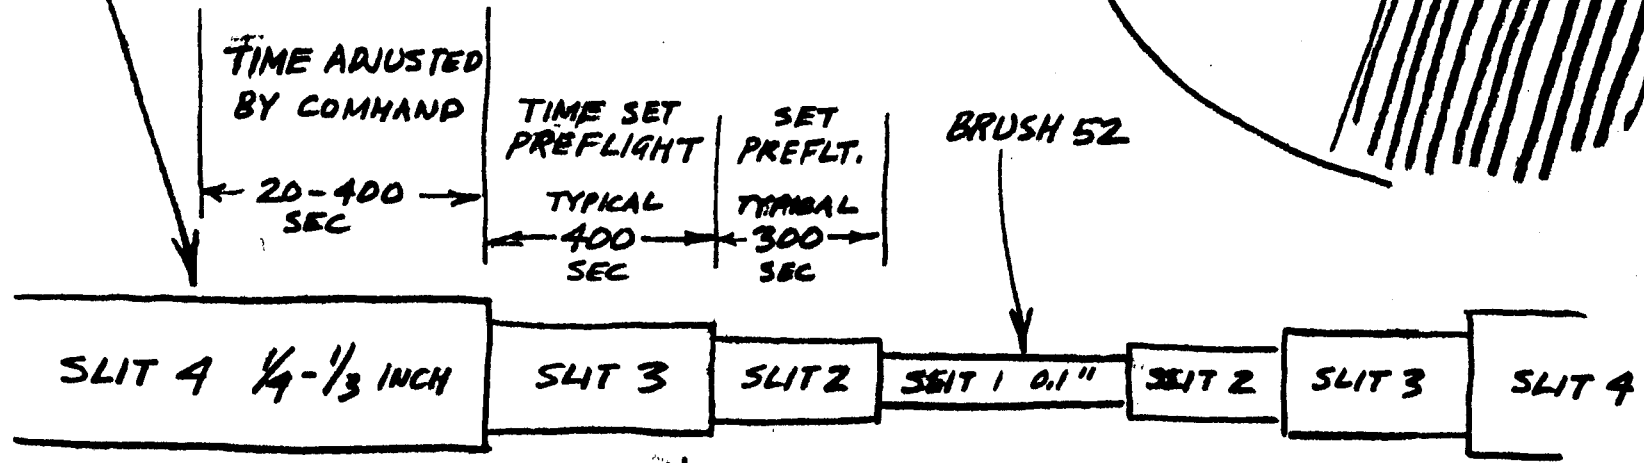 TIME ADJUSTED
BY COMMAND
20-400
SEC
TIME SET
PREFLIGHT
TYPICAL
400
SEC
SET
PREFLT.
TYPICAL
300
SEC
BRUSH 52
SLIT 4 1/4-1/3 INCH
SLIT 3
SLIT 2
SLIT 1 0.1"
SLIT 2
SLIT 3
SLIT 4